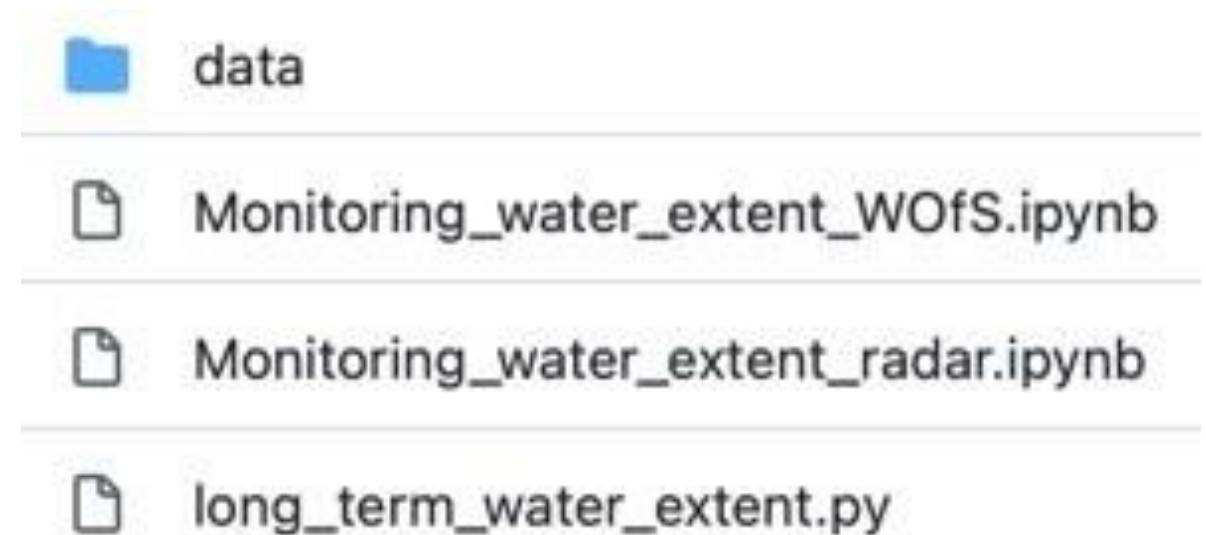 data
Monitoring_water_extent_WOfS.ipynb
Monitoring_water_extent_radar.ipynb
long_term_water_extent.py